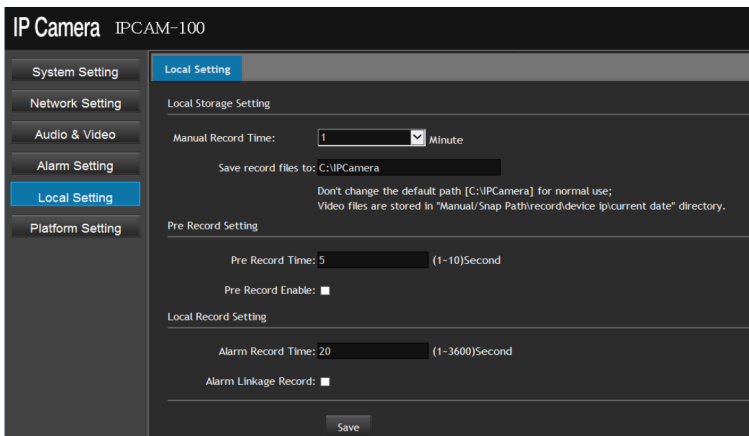 IP Camera IPCAM-100
System Setting
Network Setting
Audio & Video
Alarm Setting
Local Setting
Platform Setting
Local Setting
Local Storage Setting
Manual Record Time: 1 Minute
Save record files to: C:\IPCamera
Don't change the default path [C:\IPCamera] for normal use;
Video files are stored in "Manual/Snap Path\record\device ip\current date" directory.
Pre Record Setting
Pre Record Time: 5 (1~10)Second
Pre Record Enable:
Local Record Setting
Alarm Record Time: 20 (1~3600)Second
Alarm Linkage Record:
Save